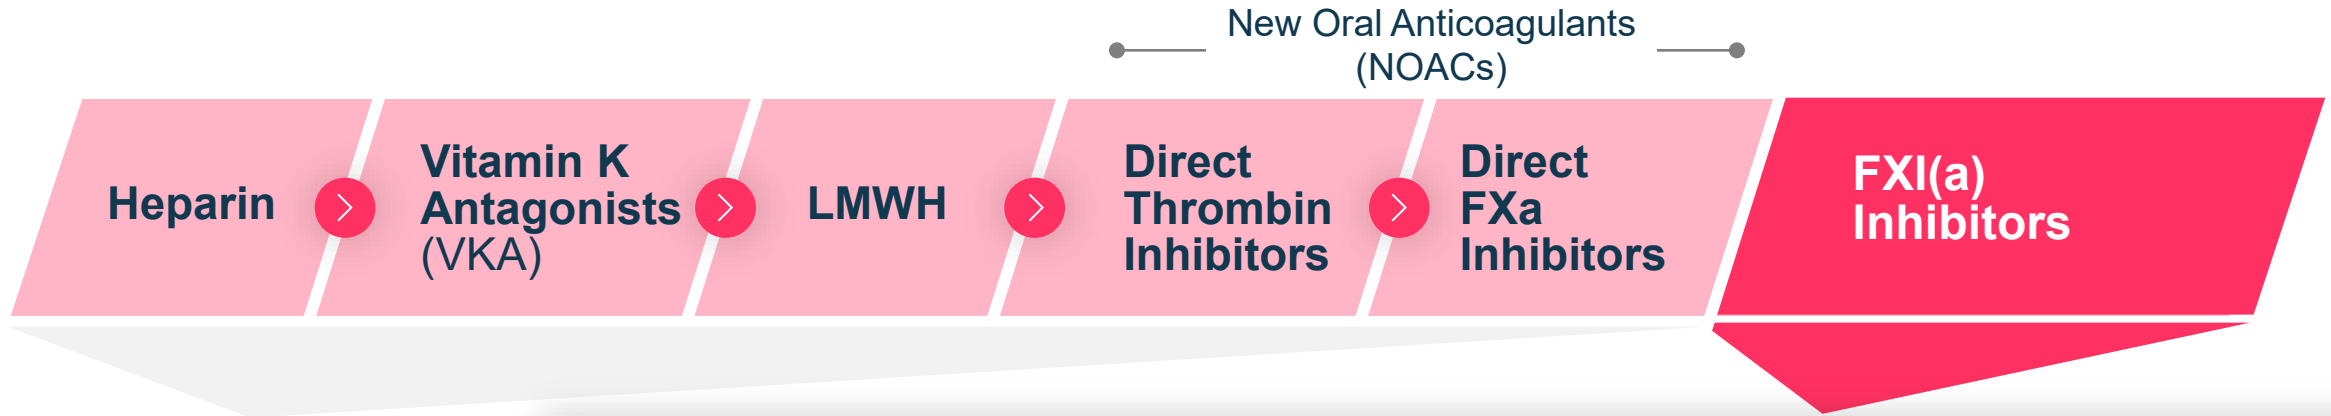 New Oral Anticoagulants
(NOACs)
Heparin
Vitamin K
Antagonists
(VKA)
LMWH
Direct
Thrombin
Inhibitors
Direct
FXa
Inhibitors
FXI(a)
Inhibitors